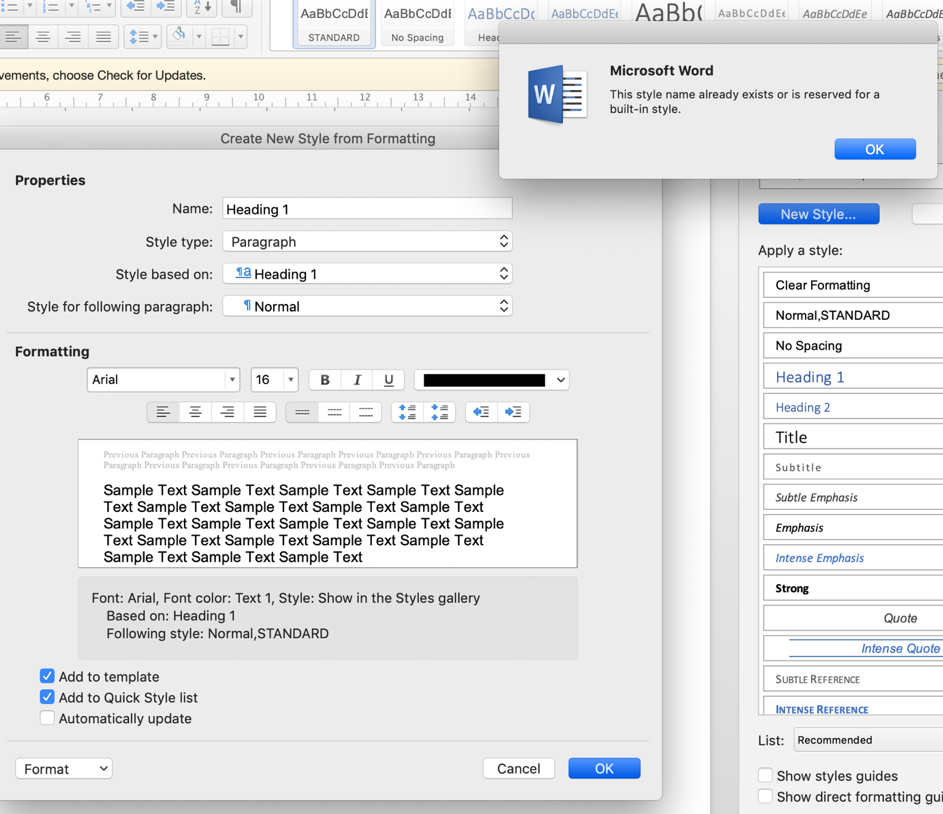 AaBbCcDdE
AaBbCcDdE
AaBbCcDc
AaBbCcDdEe
AaBb(
AaBbCcDdEe
AaBbCcDdEe
AaBbCcDdE
STANDARD
No Spacing
Head
vements, choose Check for Updates.
6 7 8 9 10 11 12 13 14
Microsoft Word
This style name already exists or is reserved for a
built-in style.
OK
Create New Style from Formatting
Properties
Name: Heading 1
Style type: Paragraph
Style based on: ¶a Heading 1
Style for following paragraph: ¶ Normal
Formatting
Arial 16 B I U
Previous Paragraph Previous Paragraph Previous Paragraph Previous Paragraph Previous
Paragraph Previous Paragraph Previous Paragraph Previous Paragraph Previous Paragraph
Sample Text Sample Text Sample Text Sample Text Sample
Text Sample Text Sample Text Sample Text Sample Text
Sample Text Sample Text Sample Text Sample Text Sample
Text Sample Text Sample Text Sample Text Sample Text
Sample Text Sample Text Sample Text
Font: Arial, Font color: Text 1, Style: Show in the Styles gallery
Based on: Heading 1
Following style: Normal,STANDARD
Add to template
Add to Quick Style list
Automatically update
Format
Cancel
OK
New Style...
Apply a style:
Clear Formatting
Normal,STANDARD
No Spacing
Heading 1
Heading 2
Title
Subtitle
Subtle Emphasis
Emphasis
Intense Emphasis
Strong
Quote
Intense Quote
Subtle Reference
Intense Reference
List: Recommended
Show styles guides
Show direct formatting gui